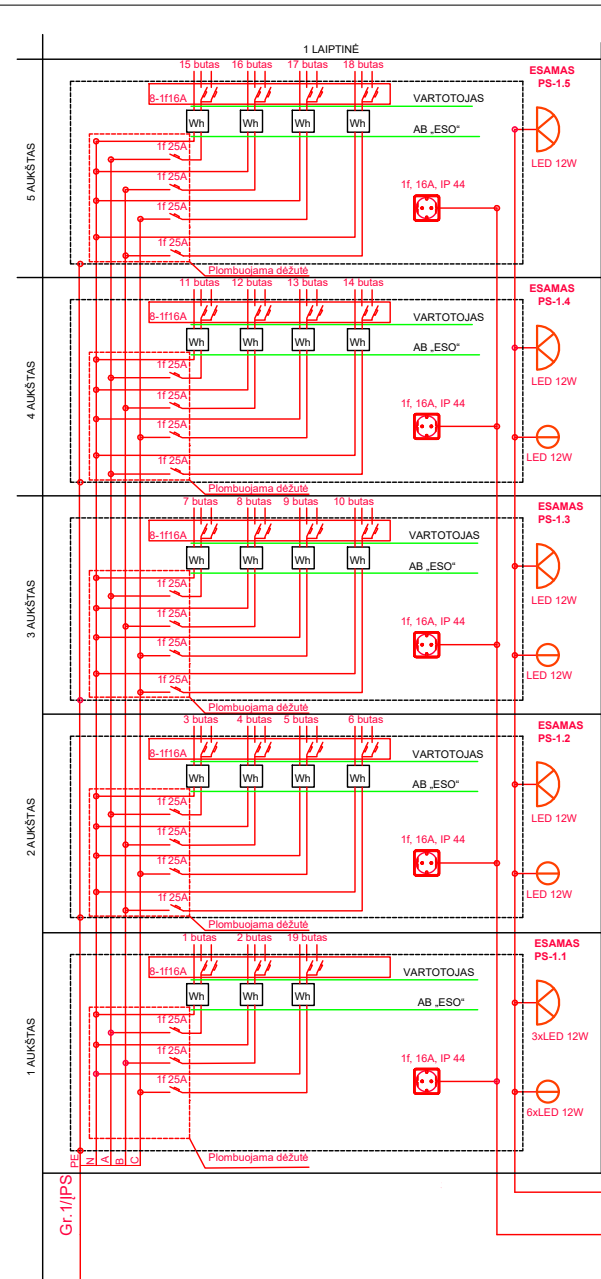 1 LAIPTINĖ
5 AUKŠTAS
15 butas 16 butas 17 butas 18 butas
ESAMAS
PS-1.5
8-1f16A
VARTOTOJAS
Wh Wh Wh Wh
AB „ESO“
1f 25A
1f 25A
1f 25A
1f 25A
1f, 16A, IP 44
LED 12W
Plombuojama dėžutė
4 AUKŠTAS
11 butas 12 butas 13 butas 14 butas
ESAMAS
PS-1.4
8-1f16A
VARTOTOJAS
Wh Wh Wh Wh
AB „ESO“
1f 25A
1f 25A
1f 25A
1f 25A
1f, 16A, IP 44
LED 12W
LED 12W
Plombuojama dėžutė
3 AUKŠTAS
7 butas 8 butas 9 butas 10 butas
ESAMAS
PS-1.3
8-1f16A
VARTOTOJAS
Wh Wh Wh Wh
AB „ESO“
1f 25A
1f 25A
1f 25A
1f 25A
1f, 16A, IP 44
LED 12W
LED 12W
Plombuojama dėžutė
2 AUKŠTAS
3 butas 4 butas 5 butas 6 butas
ESAMAS
PS-1.2
8-1f16A
VARTOTOJAS
Wh Wh Wh Wh
AB „ESO“
1f 25A
1f 25A
1f 25A
1f 25A
1f, 16A, IP 44
LED 12W
LED 12W
Plombuojama dėžutė
1 AUKŠTAS
1 butas 2 butas 19 butas
ESAMAS
PS-1.1
8-1f16A
VARTOTOJAS
Wh Wh Wh
AB „ESO“
1f 25A
1f 25A
1f 25A
1f, 16A, IP 44
3xLED 12W
6xLED 12W
Plombuojama dėžutė
PE N A B C
Gr.1/ĮPS